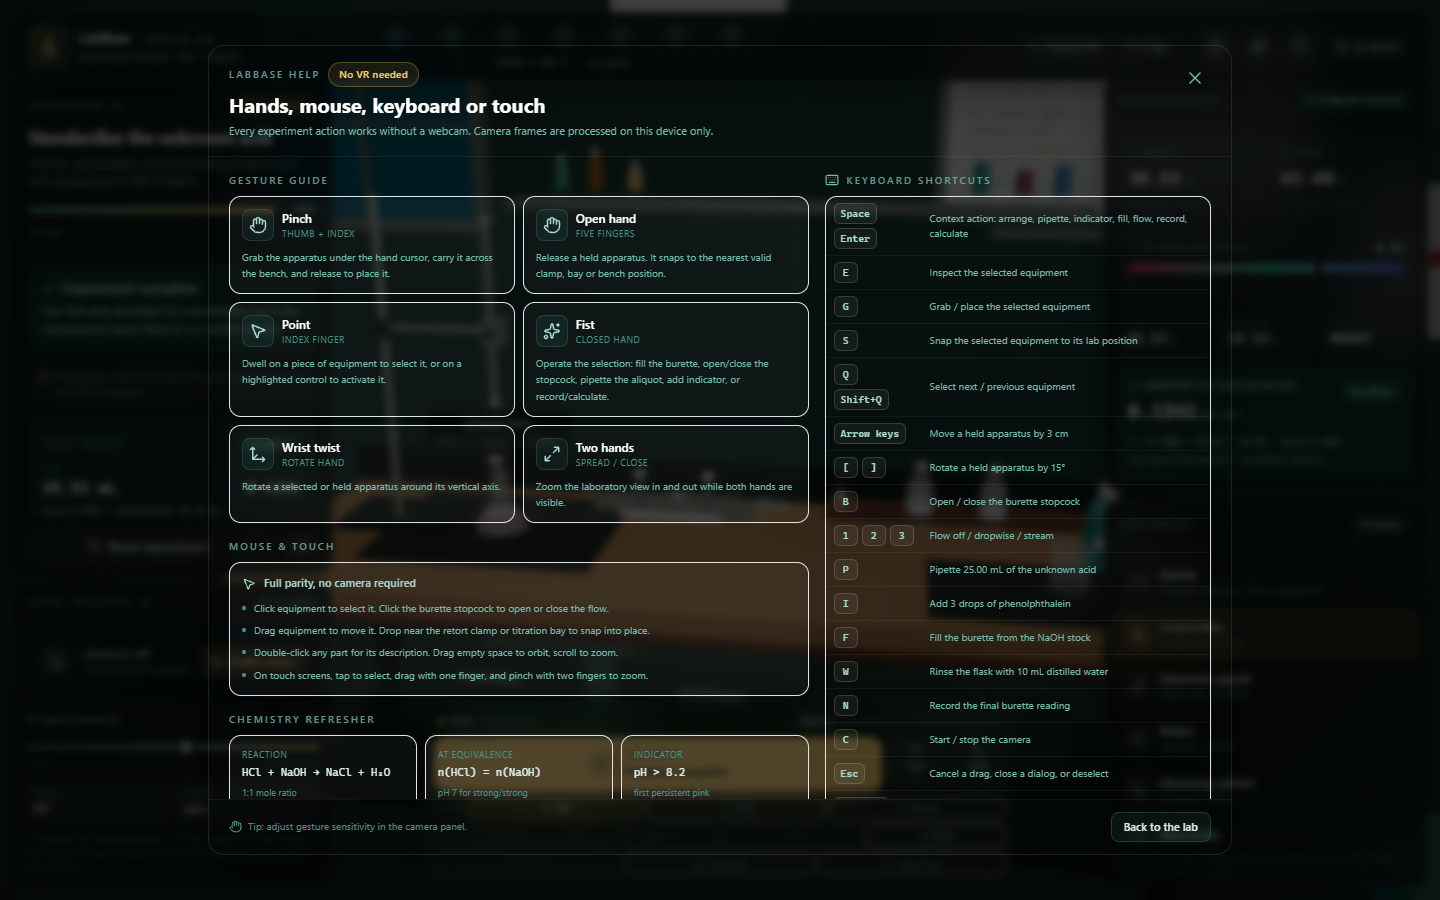 LABBASE HELP
No VR needed
Hands, mouse, keyboard or touch
Every experiment action works without a webcam. Camera frames are processed on this device only.
GESTURE GUIDE
Pinch
THUMB + INDEX
Grab the apparatus under the hand cursor, carry it across
the bench, and release to place it.
Open hand
FIVE FINGERS
Release a held apparatus. It snaps to the nearest valid
clamp, bay or bench position.
Point
INDEX FINGER
Dwell on a piece of equipment to select it, or on a
highlighted control to activate it.
Fist
CLOSED HAND
Operate the selection: fill the burette, open/close the
stopcock, pipette the aliquot, add indicator, or
record/calculate.
Wrist twist
ROTATE HAND
Rotate a selected or held apparatus around its vertical axis.
Two hands
SPREAD / CLOSE
Zoom the laboratory view in and out while both hands are
visible.
MOUSE & TOUCH
Full parity, no camera required
Click equipment to select it. Click the burette stopcock to open or close the flow.
Drag equipment to move it. Drop near the retort clamp or titration bay to snap into place.
Double-click any part for its description. Drag empty space to orbit, scroll to zoom.
On touch screens, tap to select, drag with one finger, and pinch with two fingers to zoom.
CHEMISTRY REFRESHER
REACTION
HCl + NaOH → NaCl + H₂O
1:1 mole ratio
AT EQUIVALENCE
n(HCl) = n(NaOH)
pH 7 for strong/strong
INDICATOR
pH > 8.2
first persistent pink
KEYBOARD SHORTCUTS
Space
Enter
Context action: arrange, pipette, indicator, fill, flow, record,
calculate
E Inspect the selected equipment
G Grab / place the selected equipment
S Snap the selected equipment to its lab position
Q
Shift+Q
Select next / previous equipment
Arrow keys Move a held apparatus by 3 cm
[ ] Rotate a held apparatus by 15°
B Open / close the burette stopcock
1 2 3 Flow off / dropwise / stream
P Pipette 25.00 mL of the unknown acid
I Add 3 drops of phenolphthalein
F Fill the burette from the NaOH stock
W Rinse the flask with 10 mL distilled water
N Record the final burette reading
C Start / stop the camera
Esc Cancel a drag, close a dialog, or deselect
Tip: adjust gesture sensitivity in the camera panel.
Back to the lab